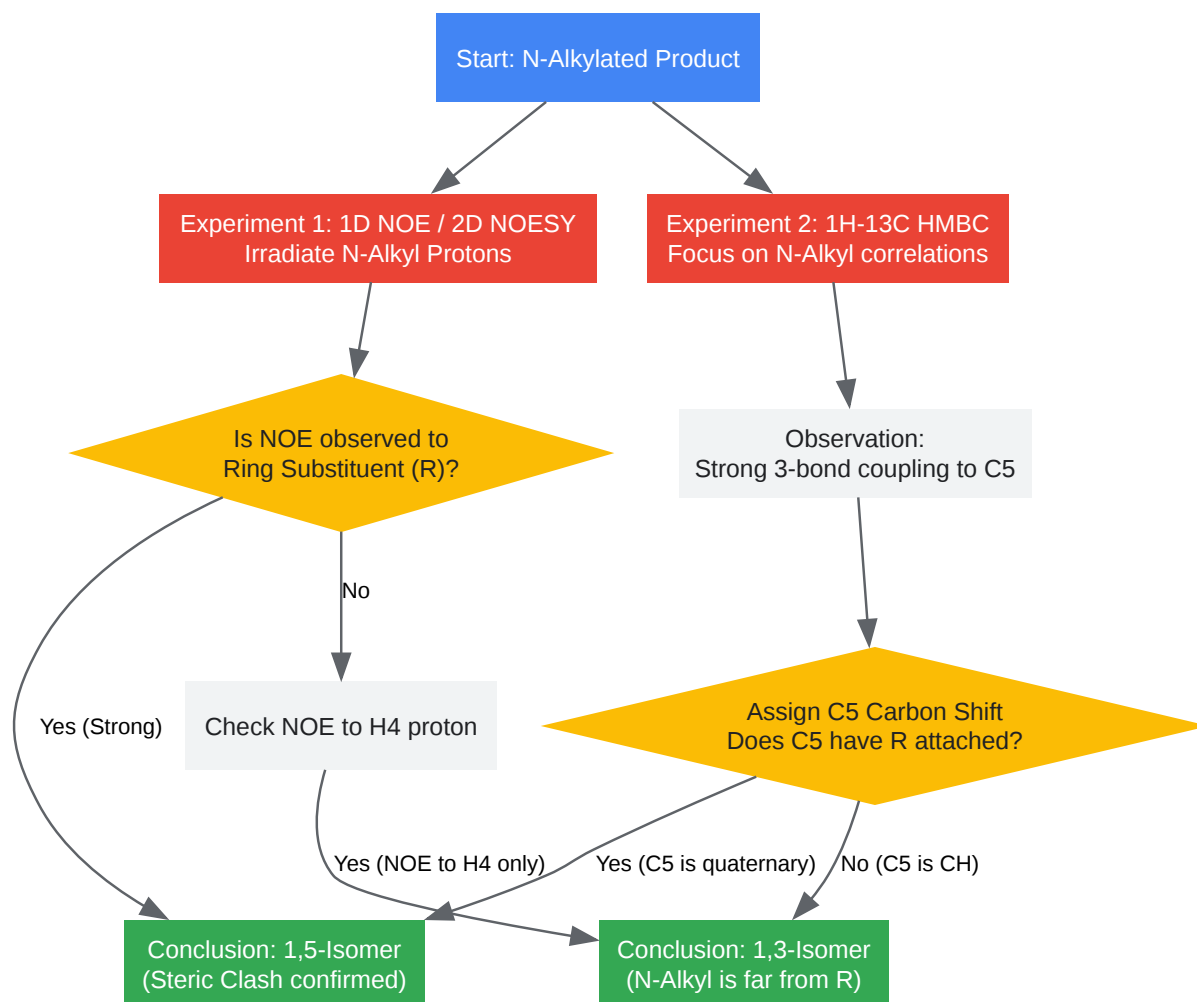 Start: N-Alkylated Product
Experiment 1: 1D NOE / 2D NOESY
Irradiate N-Alkyl Protons
Experiment 2: 1H-13C HMBC
Focus on N-Alkyl correlations
Is NOE observed to
Ring Substituent (R)?
Observation:
Strong 3-bond coupling to C5
No
Check NOE to H4 proton
Yes (Strong)
Assign C5 Carbon Shift
Does C5 have R attached?
Yes (NOE to H4 only)
Yes (C5 is quaternary)
No (C5 is CH)
Conclusion: 1,5-Isomer
(Steric Clash confirmed)
Conclusion: 1,3-Isomer
(N-Alkyl is far from R)